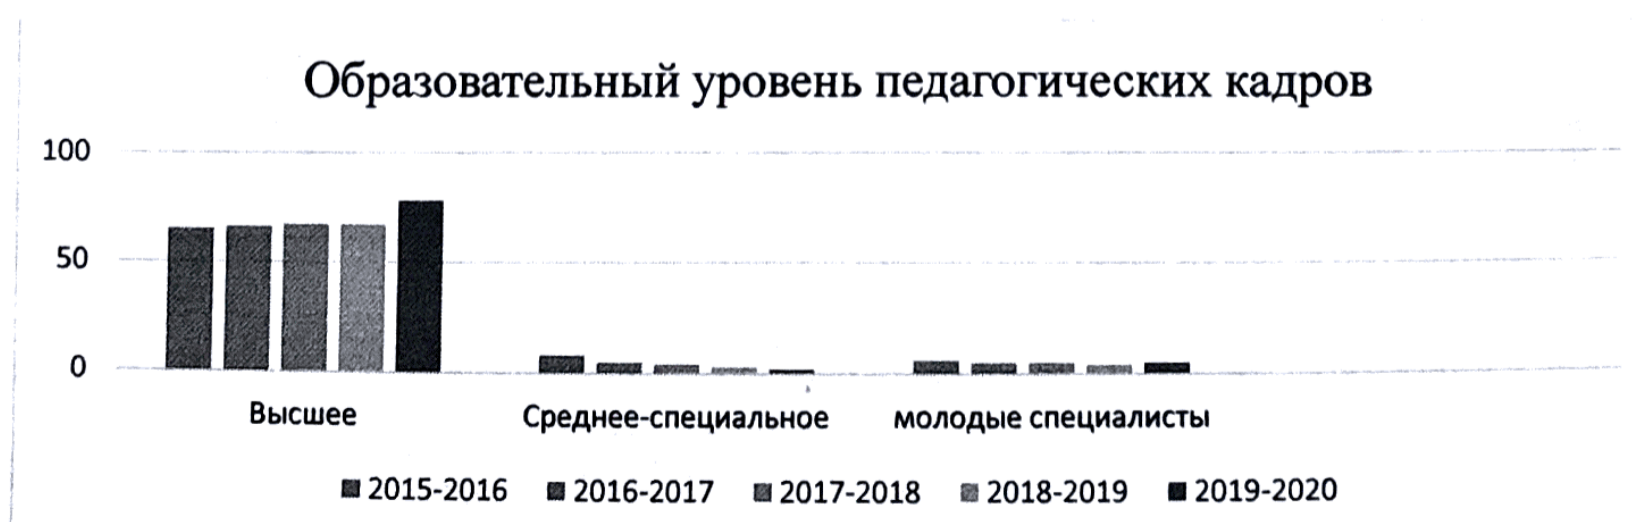 Образовательный уровень педагогических кадров
100
50
0
Высшее Среднее-специальное молодые специалисты
2015-2016 2016-2017 2017-2018 2018-2019 2019-2020